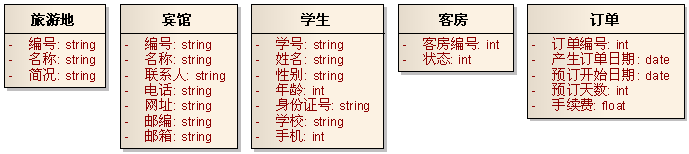 旅游地
- 编号: string
- 名称: string
- 简况: string
宾馆
- 编号: string
- 名称: string
- 联系人: string
- 电话: string
- 网址: string
- 邮编: string
- 邮箱: string
学生
- 学号: string
- 姓名: string
- 性别: string
- 年龄: int
- 身份证号: string
- 学校: string
- 手机: int
客房
- 客房编号: int
- 状态: int
订单
- 订单编号: int
- 产生订单日期: date
- 预订开始日期: date
- 预订天数: int
- 手续费: float